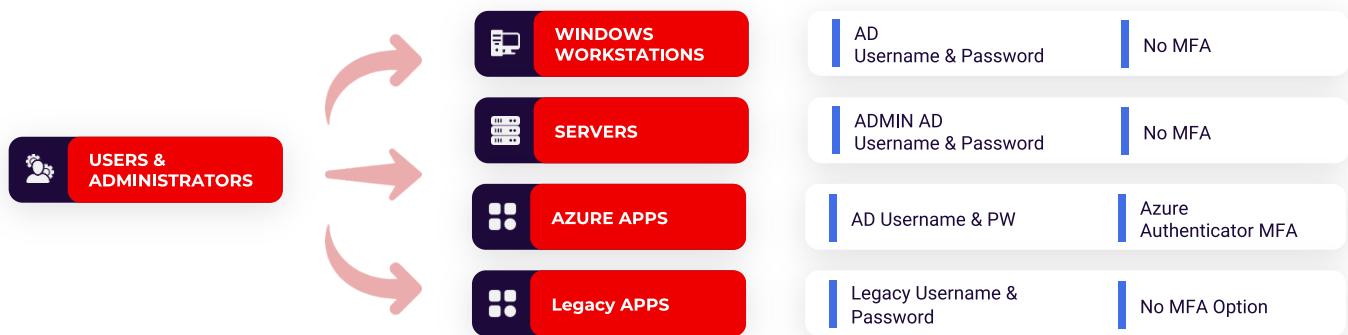 USERS &
ADMINISTRATORS
WINDOWS
WORKSTATIONS
AD
Username & Password
No MFA
SERVERS
ADMIN AD
Username & Password
No MFA
AZURE APPS
AD Username & PW
Azure
Authenticator MFA
Legacy APPS
Legacy Username &
Password
No MFA Option